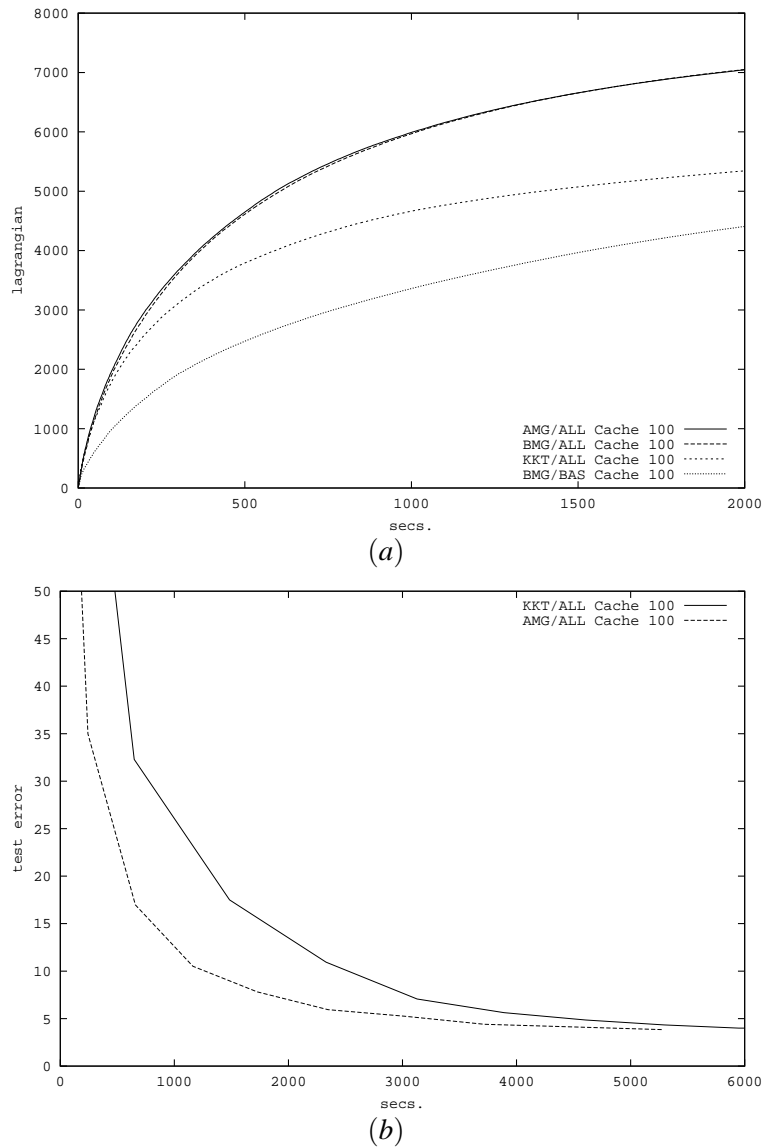 8000
7000
6000
5000
4000
3000
2000
1000
0
lagrangian
AMG/ALL Cache 100
BMG/ALL Cache 100
KKT/ALL Cache 100
BMG/BAS Cache 100
0 500 1000 1500 2000
secs.
(a)
50
45
40
35
30
25
20
15
10
5
0
test error
KKT/ALL Cache 100
AMG/ALL Cache 100
0 1000 2000 3000 4000 5000 6000
secs.
(b)